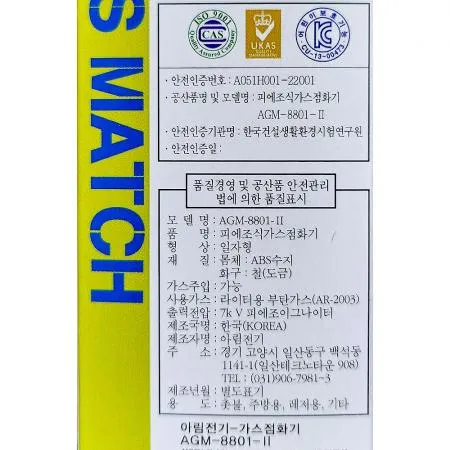 S MATCH
ISO 9001
CAS
Quality Assured Company
UKAS
QUALITY
MANAGEMENT
어린이보호기능
CU-13-00473
· 안전인증번호 : A051H001-22001
· 공산품명 및 모델명 : 피에조식가스점화기
AGM-8801-II
· 안전인증기관명 : 한국건설생활환경시험연구원
· 안전인증일 :
품질경영 및 공산품 안전관리
법에 의한 품질표시
모 델 명 : AGM-8801-II
품 명 : 피에조식가스점화기
형 상 : 일자형
재 질 : 몸체 : ABS수지
화구 : 철(도금)
가스주입 : 가능
사용가스 : 라이터용 부탄가스(AR-2003)
출력전압 : 7k V 피에조이그나이터
제조국명 : 한국(KOREA)
제조자명 : 아림전기
주 소 : 경기 고양시 일산동구 백석동
1141-1(일산테크노타운 908)
TEL : (031)906-7981~3
제조년월 : 별도표기
용 도 : 촛불, 주방용, 레저용, 기타
아림전기-가스점화기
AGM-8801-II